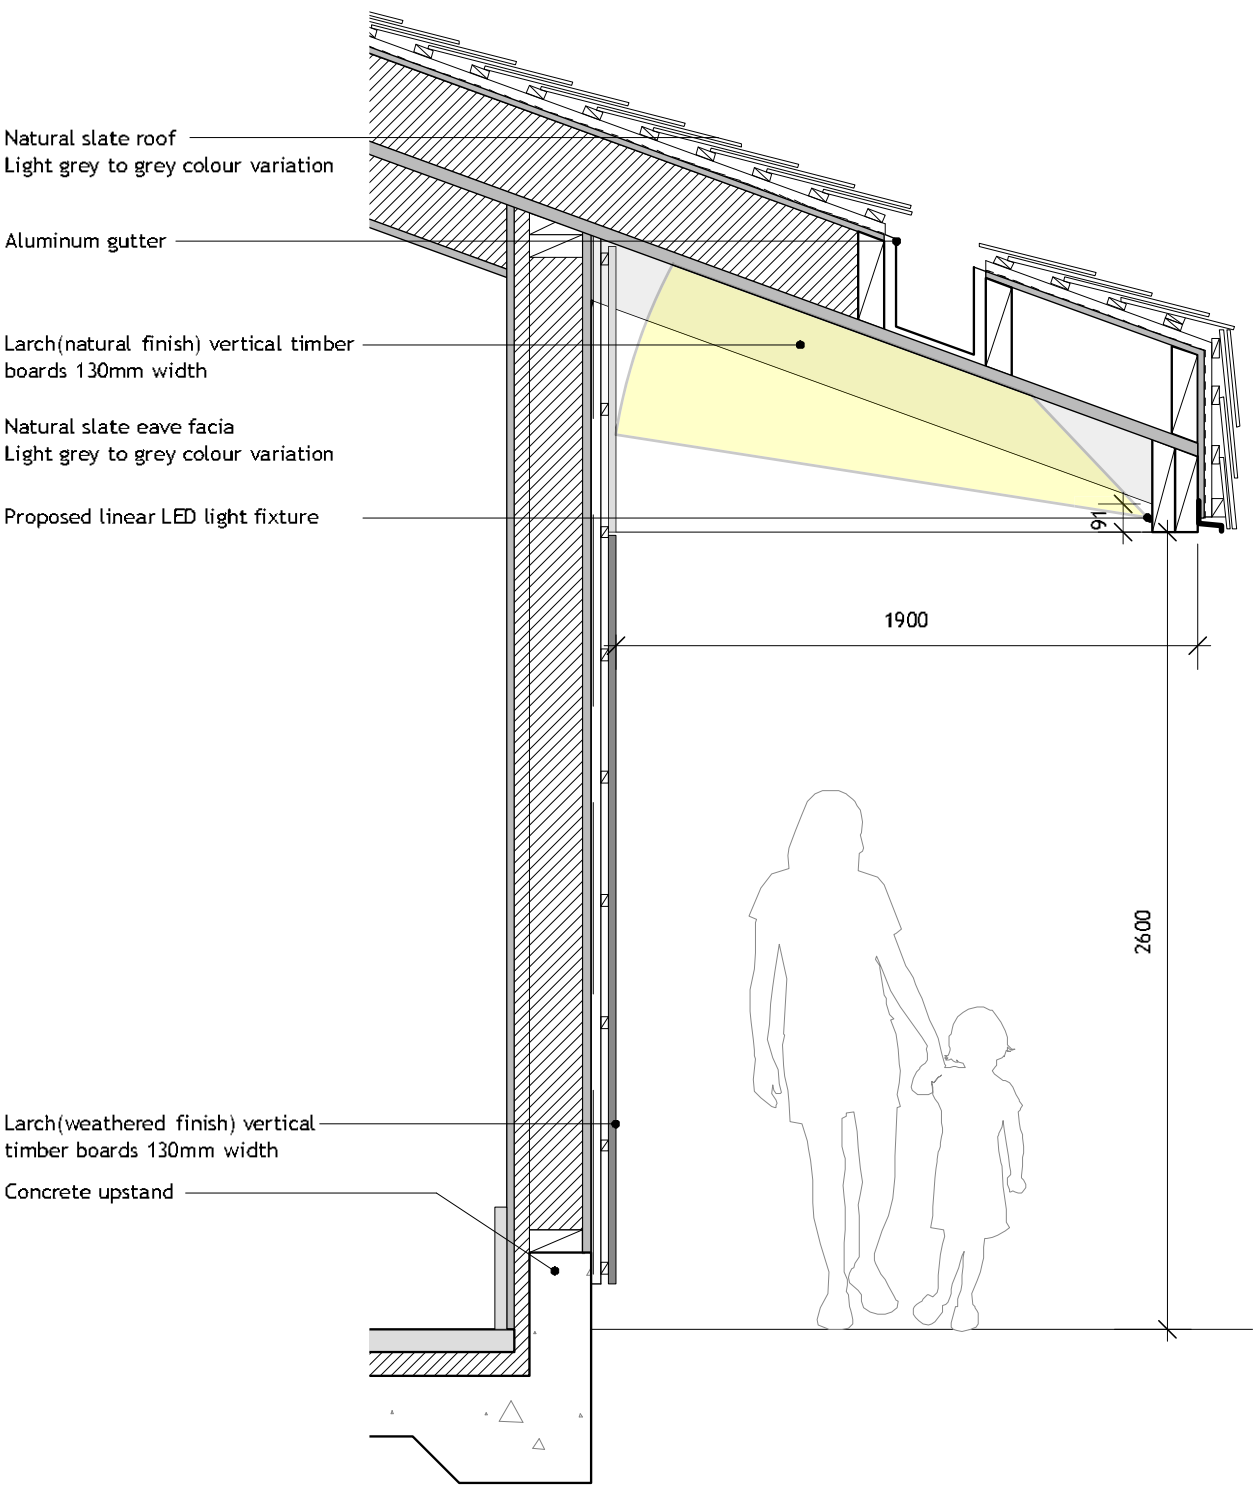 Natural slate roof
Light grey to grey colour variation
Aluminum gutter
Larch(natural finish) vertical timber
boards 130mm width
Natural slate eave facia
Light grey to grey colour variation
Proposed linear LED light fixture
91
1900
2600
Larch(weathered finish) vertical
timber boards 130mm width
Concrete upstand